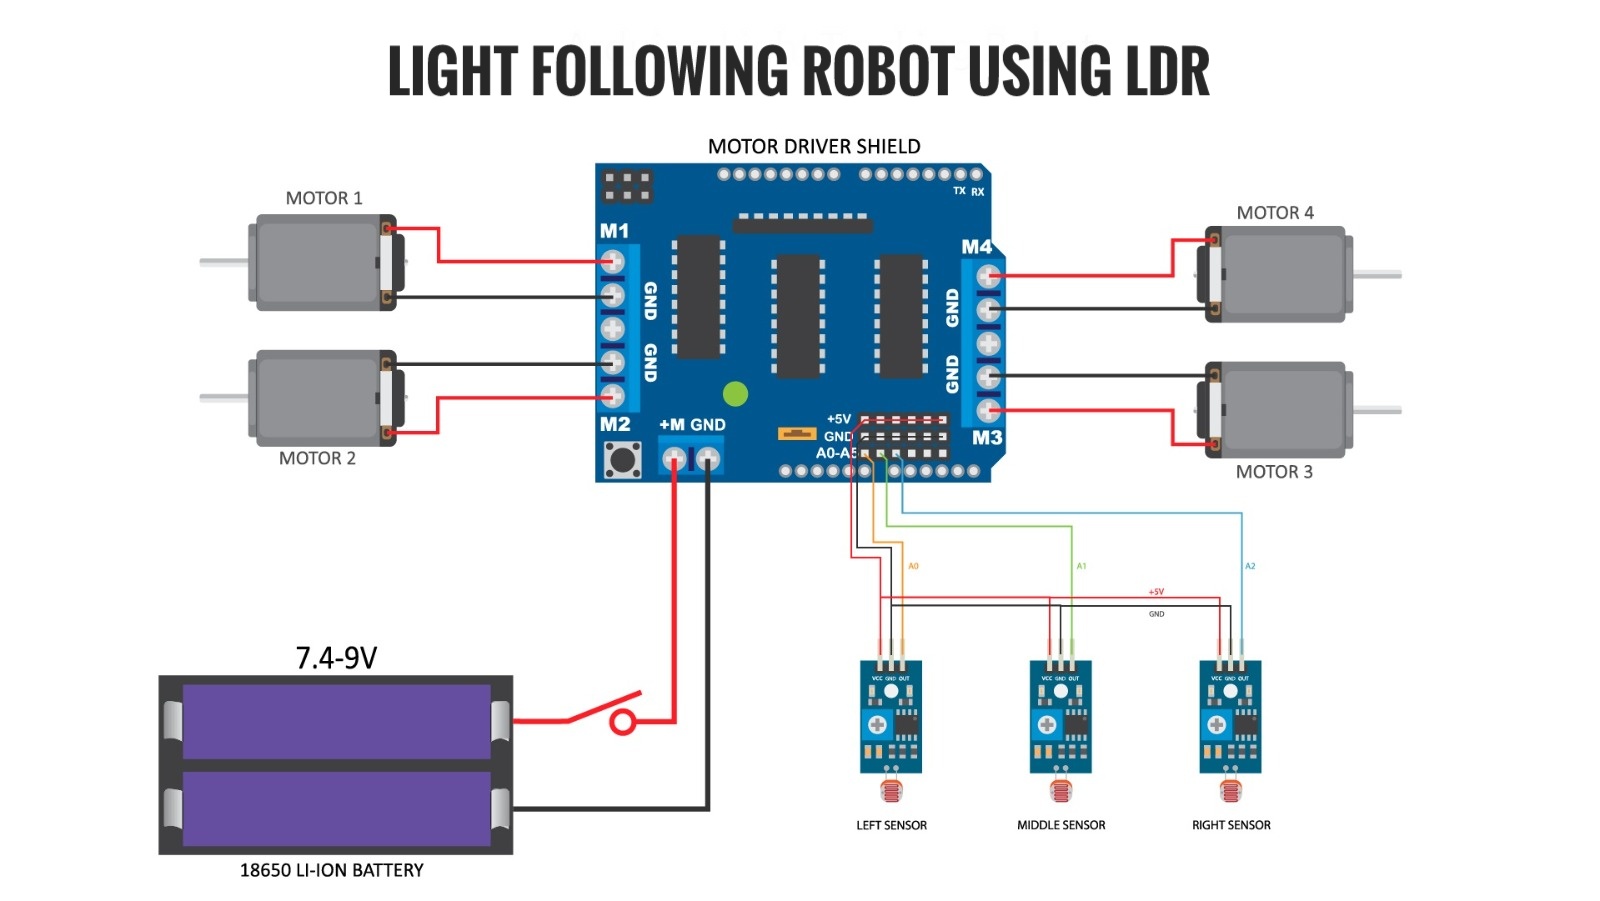 LIGHT FOLLOWING ROBOT USING LDR
MOTOR DRIVER SHIELD
MOTOR 1
MOTOR 4
TX RX
M1
M4
GND
GND
GND
GND
MOTOR 2
M2
+M GND
+5V
GND
A0-A5
M3
MOTOR 3
A0
A1
A2
+5V
GND
7.4-9V
VCC GND OUT
VCC GND OUT
VCC GND OUT
LEFT SENSOR
MIDDLE SENSOR
RIGHT SENSOR
18650 LI-ION BATTERY